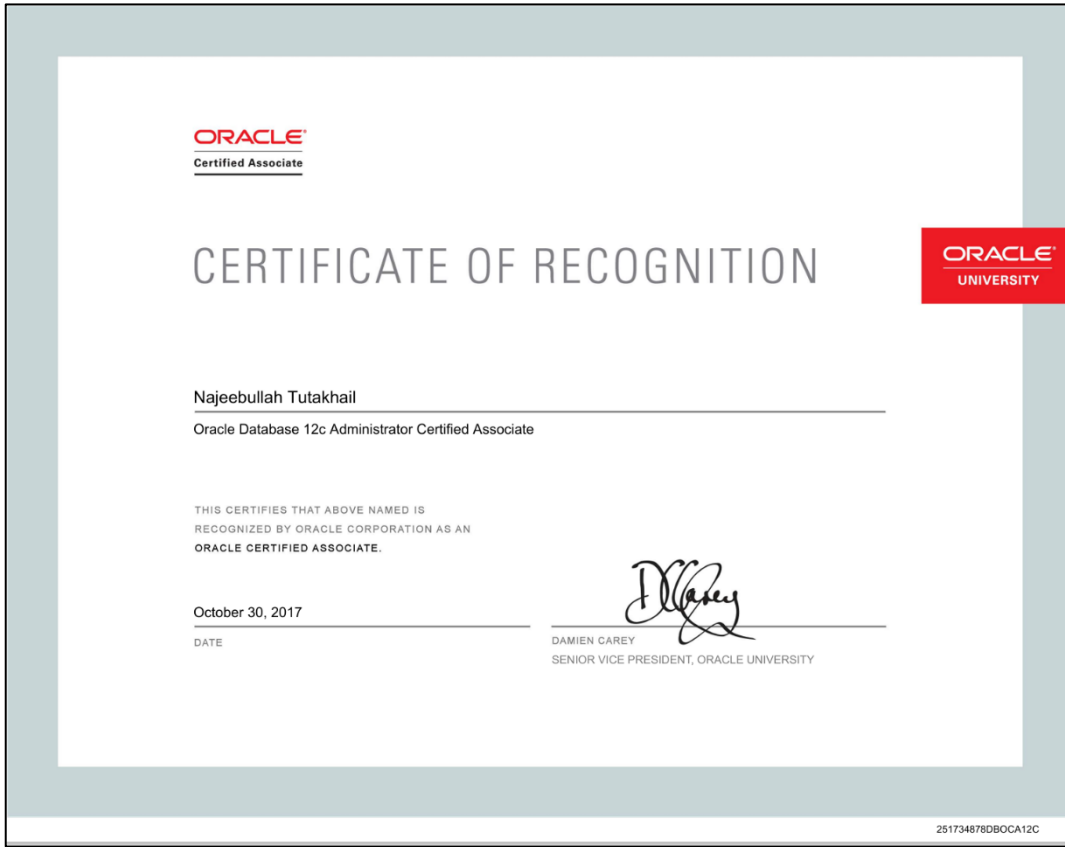 ORACLE®
Certified Associate
CERTIFICATE OF RECOGNITION
ORACLE®
UNIVERSITY
Najeebullah Tutakhail
Oracle Database 12c Administrator Certified Associate
THIS CERTIFIES THAT ABOVE NAMED IS
RECOGNIZED BY ORACLE CORPORATION AS AN
ORACLE CERTIFIED ASSOCIATE.
DCCarey
October 30, 2017
DATE
DAMIEN CAREY
SENIOR VICE PRESIDENT, ORACLE UNIVERSITY
251734878DBOCA12C